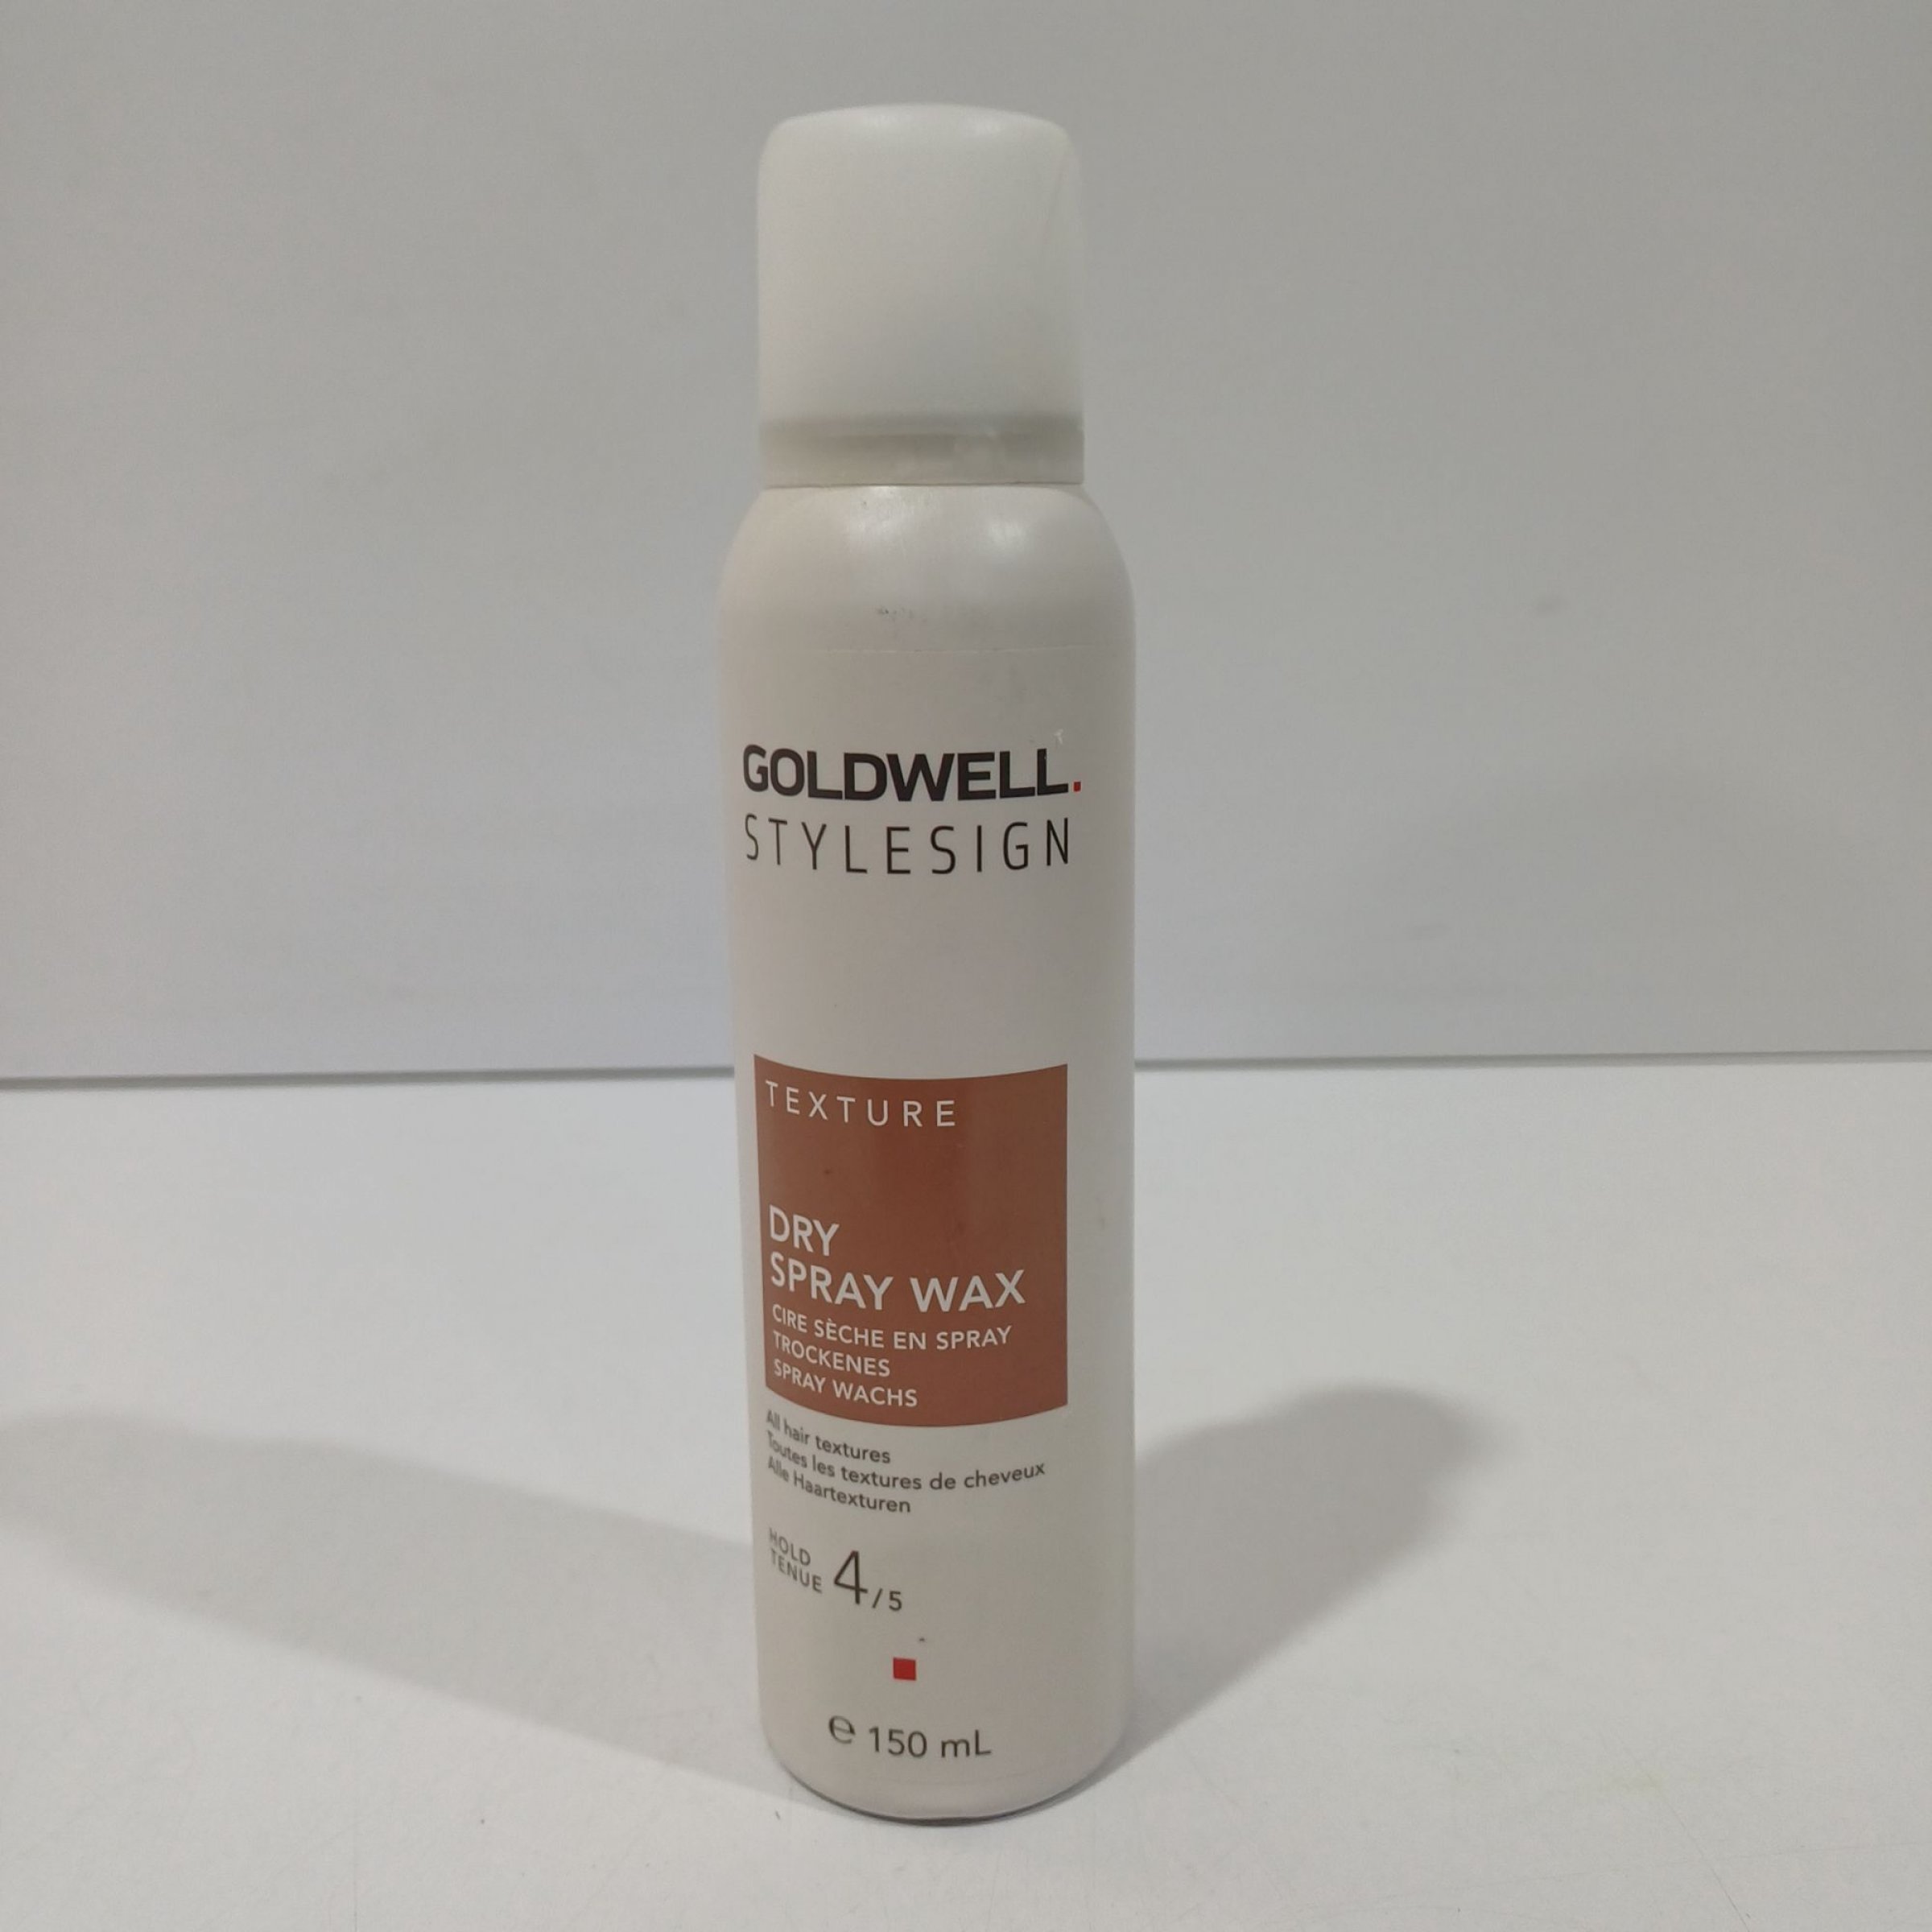 GOLDWELL.
STYLESIGN
TEXTURE
DRY
SPRAY WAX
CIRE SÈCHE EN SPRAY
TROCKENES
SPRAY WACHS
All hair textures
Toutes les textures de cheveux
Alle Haartexturen
HOLD
TENUE 4/5
℮ 150 mL